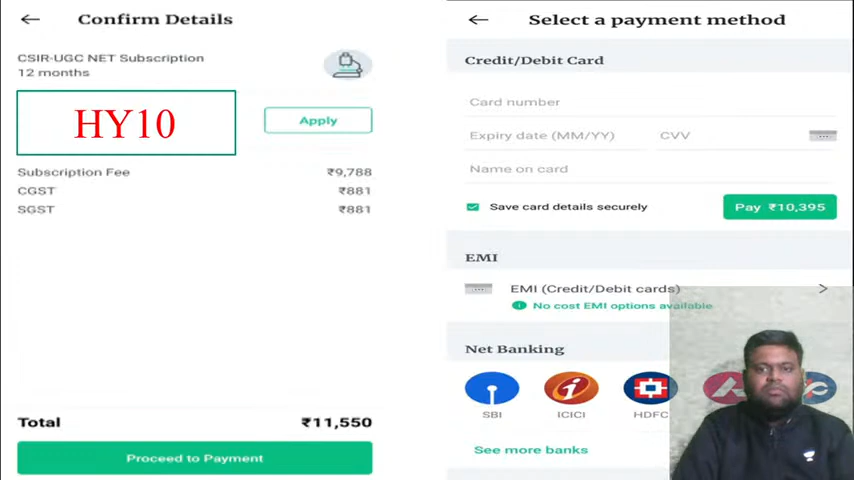 Confirm Details
CSIR-UGC NET Subscription
12 months
HY10
Apply
Subscription Fee ₹9,788
CGST ₹881
SGST ₹881
Total ₹11,550
Proceed to Payment
Select a payment method
Credit/Debit Card
Card number
Expiry date (MM/YY) CVV
Name on card
Save card details securely Pay ₹10,395
EMI
EMI (Credit/Debit cards)
No cost EMI options available
Net Banking
SBI ICICI HDFC
See more banks